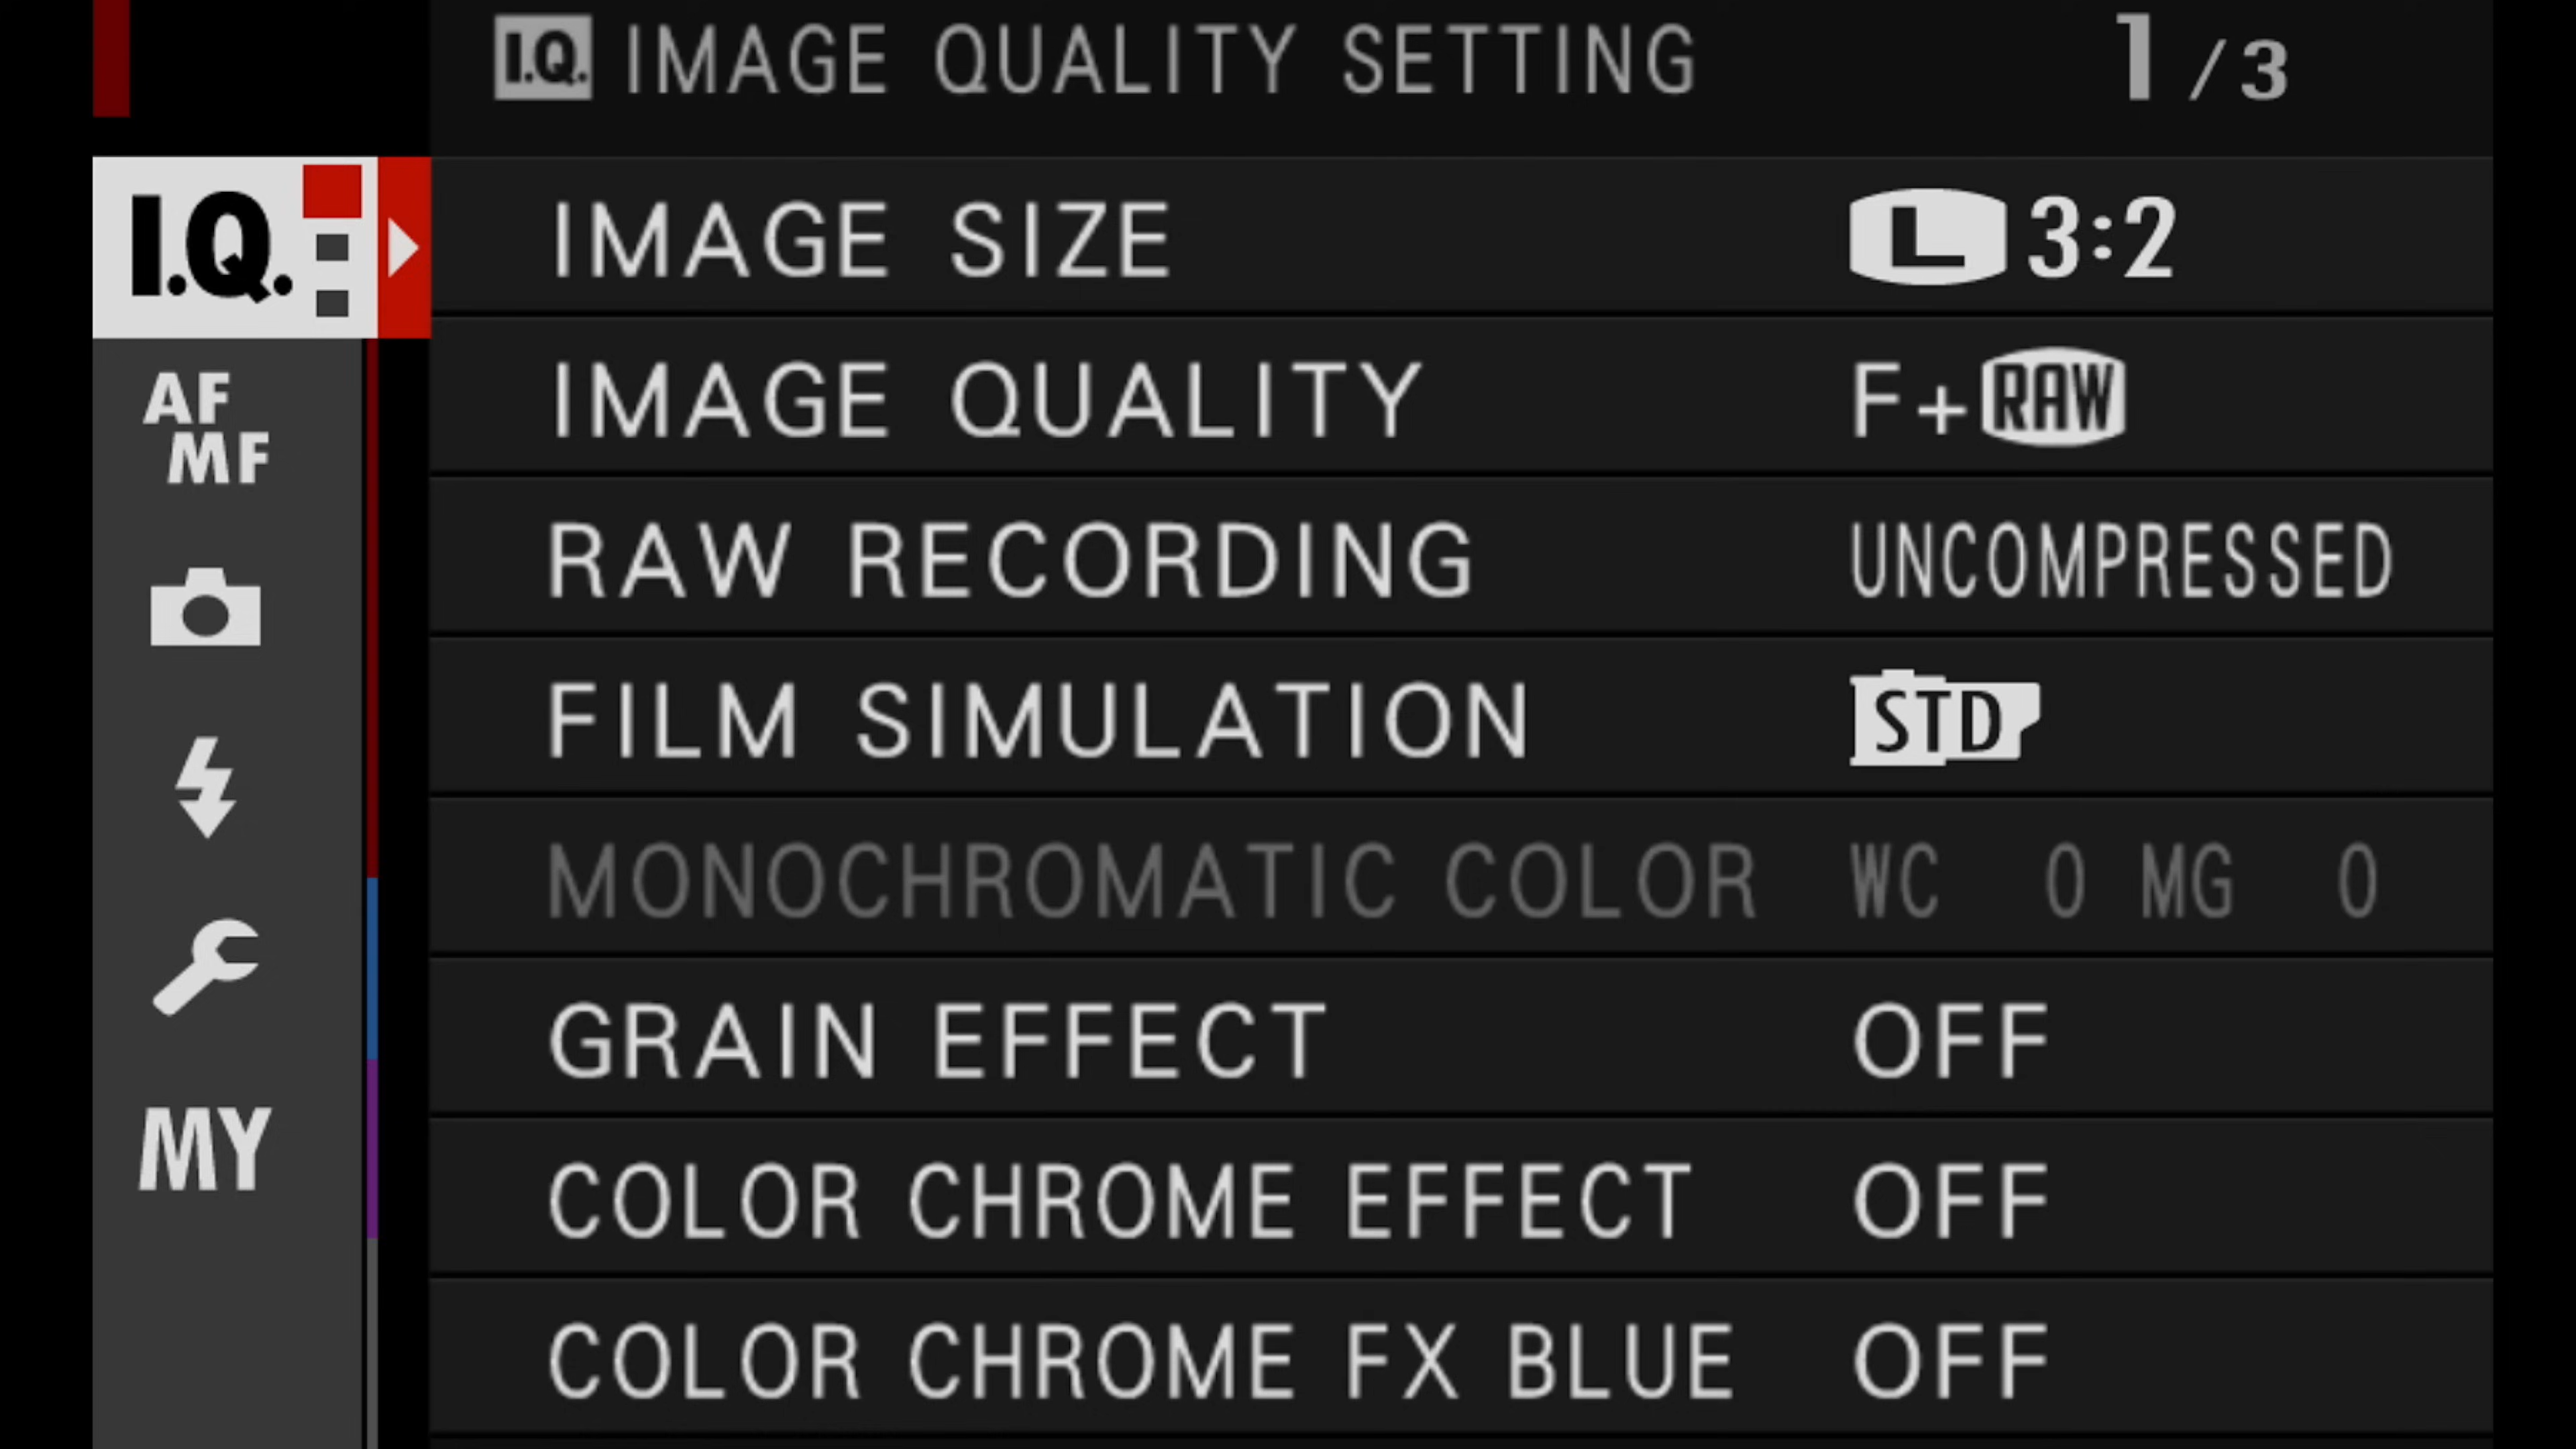 I.Q. IMAGE QUALITY SETTING 1/3
I.Q.
AF
MF
MY
IMAGE SIZE L 3:2
IMAGE QUALITY F+RAW
RAW RECORDING UNCOMPRESSED
FILM SIMULATION STD
MONOCHROMATIC COLOR WC 0 MG 0
GRAIN EFFECT OFF
COLOR CHROME EFFECT OFF
COLOR CHROME FX BLUE OFF